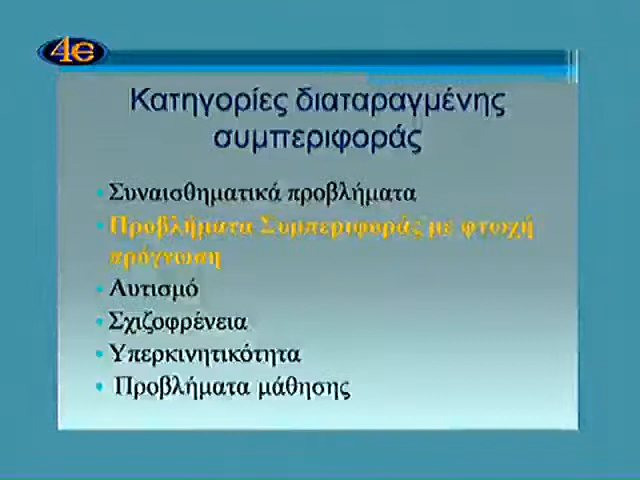 4e
Κατηγορίες διαταραγμένης
συμπεριφοράς
• Συναισθηματικά προβλήματα
• Προβλήματα Συμπεριφοράς με φτωχή
πρόγνωση
• Αυτισμό
• Σχιζοφρένεια
• Υπερκινητικότητα
• Προβλήματα μάθησης